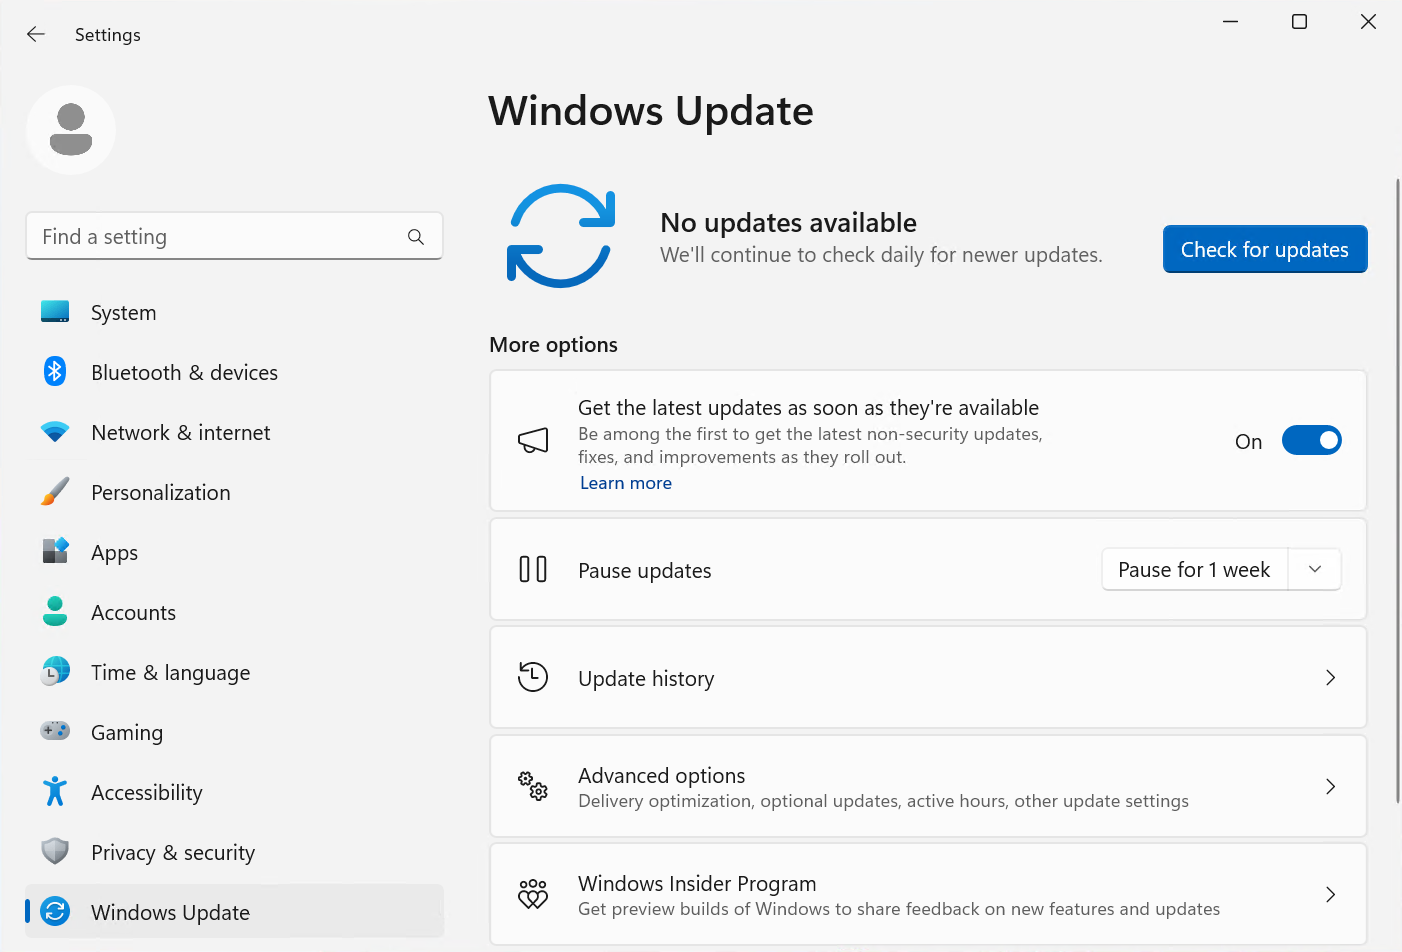 Settings
Find a setting
System
Bluetooth & devices
Network & internet
Personalization
Apps
Accounts
Time & language
Gaming
Accessibility
Privacy & security
Windows Update
Windows Update
No updates available
We'll continue to check daily for newer updates.
Check for updates
More options
Get the latest updates as soon as they're available
Be among the first to get the latest non-security updates,
fixes, and improvements as they roll out.
Learn more
On
Pause updates
Pause for 1 week
Update history
Advanced options
Delivery optimization, optional updates, active hours, other update settings
Windows Insider Program
Get preview builds of Windows to share feedback on new features and updates